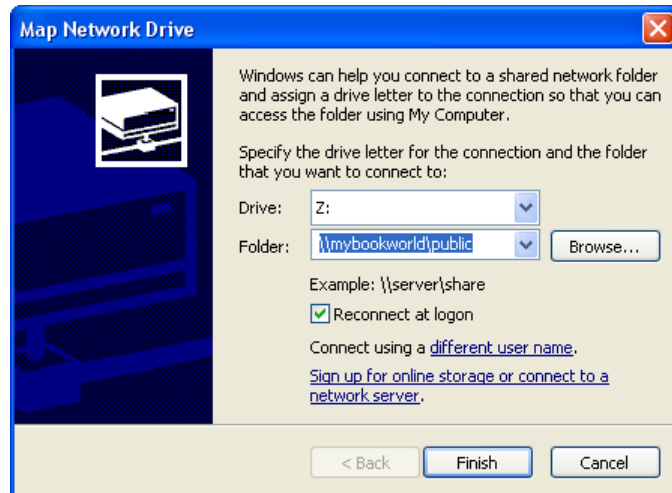 Map Network Drive
Windows can help you connect to a shared network folder
and assign a drive letter to the connection so that you can
access the folder using My Computer.
Specify the drive letter for the connection and the folder
that you want to connect to:
Drive: Z:
Folder: \\mybookworld\public Browse...
Example: \\server\share
Reconnect at logon
Connect using a different user name.
Sign up for online storage or connect to a
network server.
< Back Finish Cancel